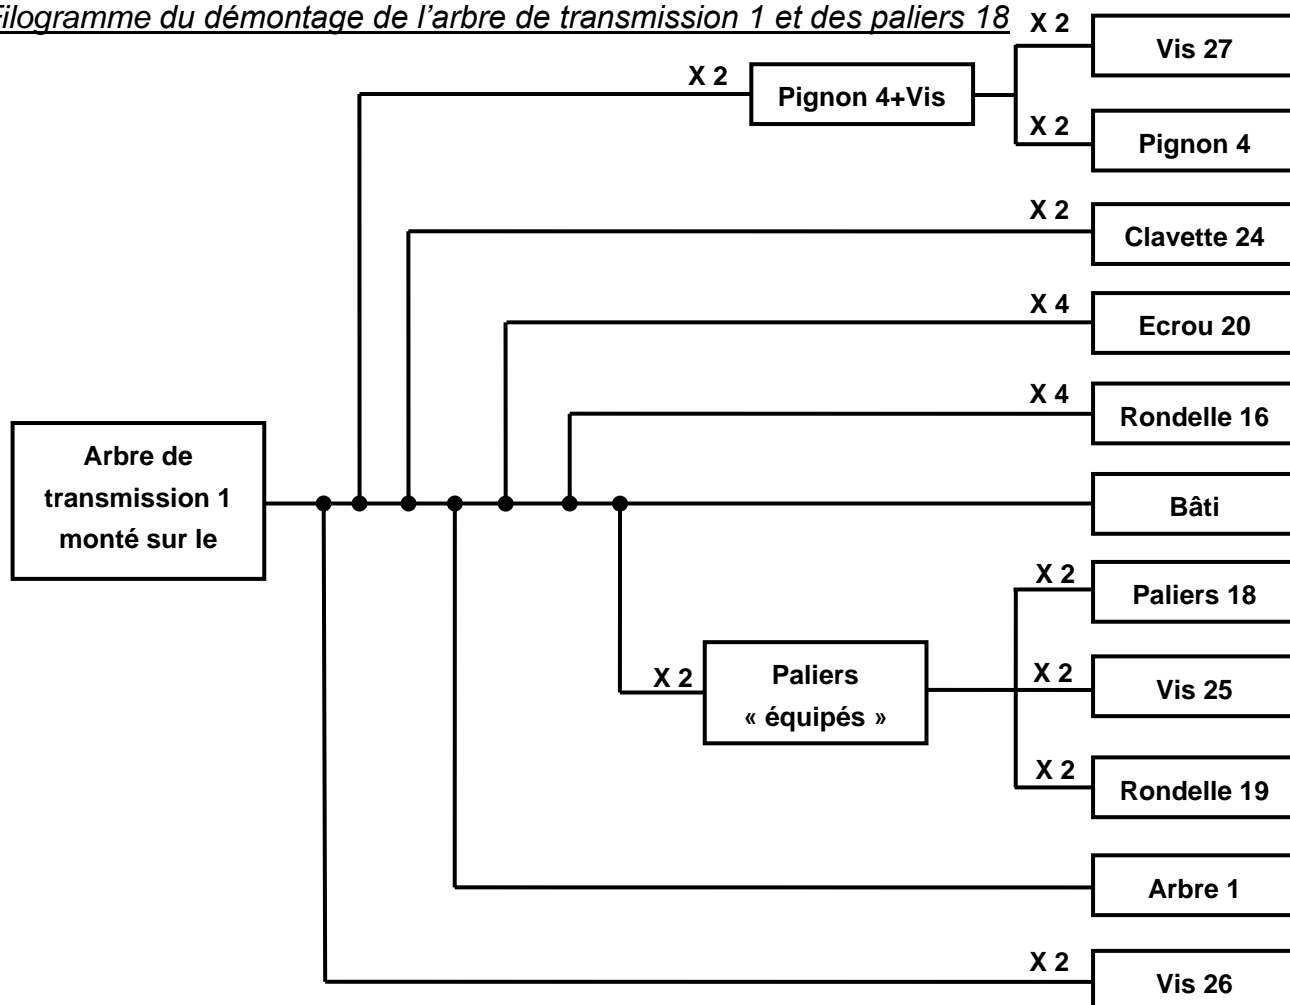 Filogramme du démontage de l'arbre de transmission 1 et des paliers 18
X 2
Vis 27
X 2
Pignon 4+Vis
X 2
Pignon 4
X 2
Clavette 24
X 4
Ecrou 20
X 4
Rondelle 16
Arbre de
transmission 1
monté sur le
Bâti
X 2
Paliers 18
X 2
Paliers
« équipés »
X 2
Vis 25
X 2
Rondelle 19
Arbre 1
X 2
Vis 26